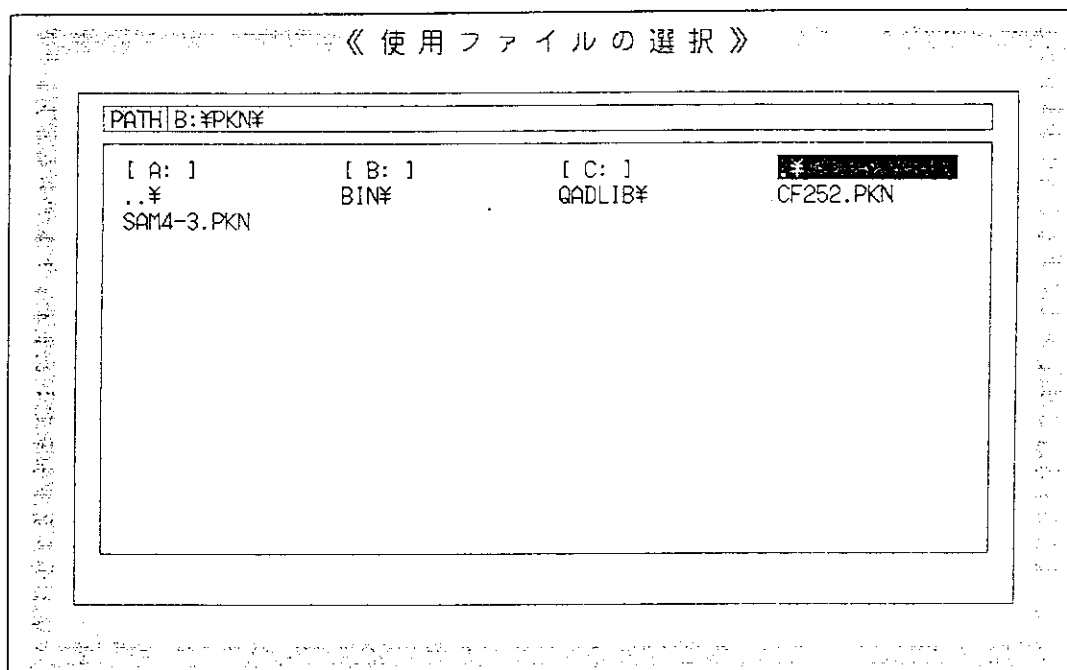 《使用ファイルの選択》
PATH B:¥PKN¥
[ A: ] [ B: ] [ C: ] .¥
..¥ BIN¥ QADLIB¥ CF252.PKN
SAM4-3.PKN